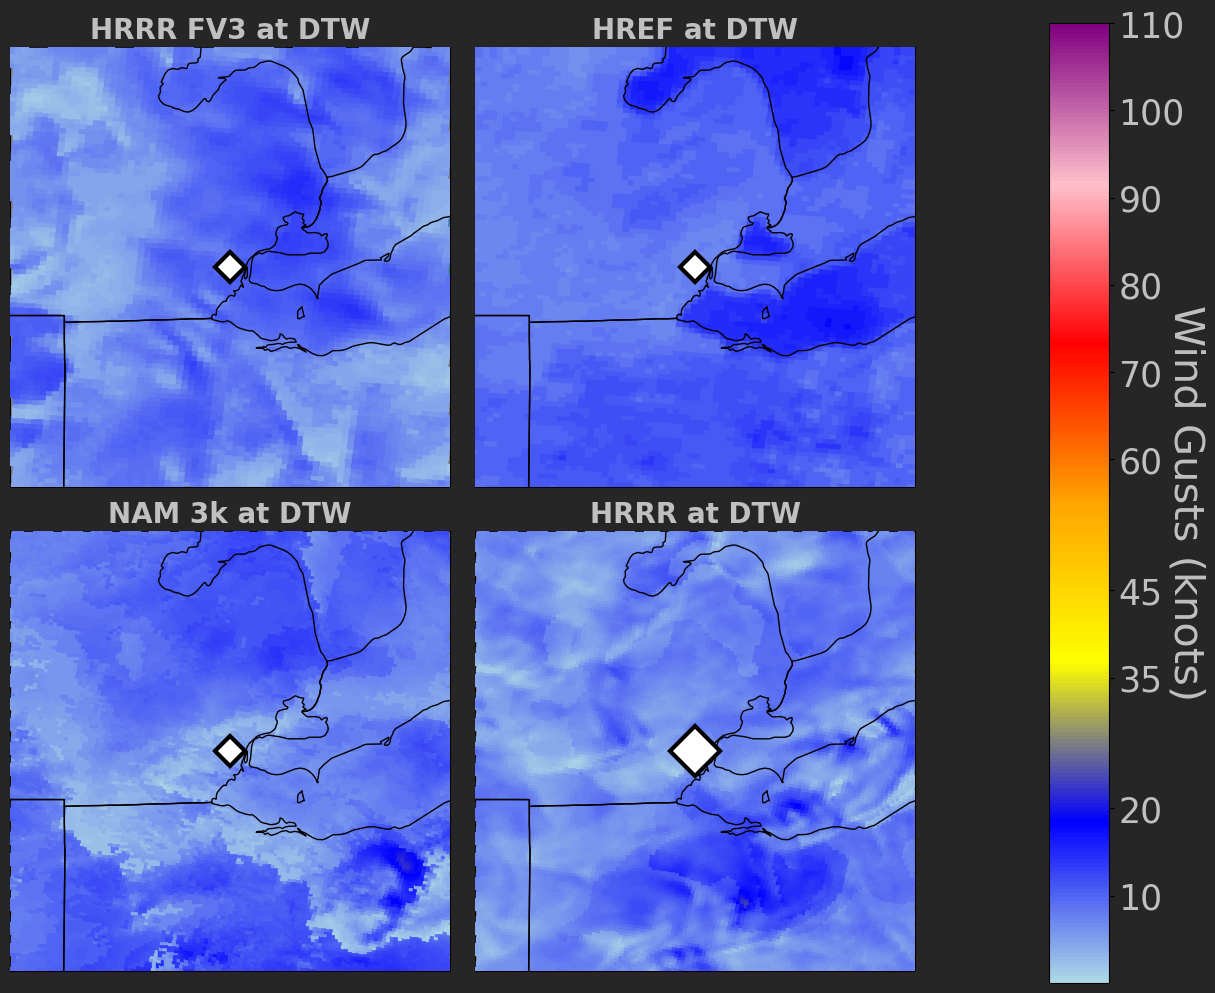 HRRR FV3 at DTW
HREF at DTW
NAM 3k at DTW
HRRR at DTW
110
100
90
80
70
60
45
35
20
10
Wind Gusts (knots)